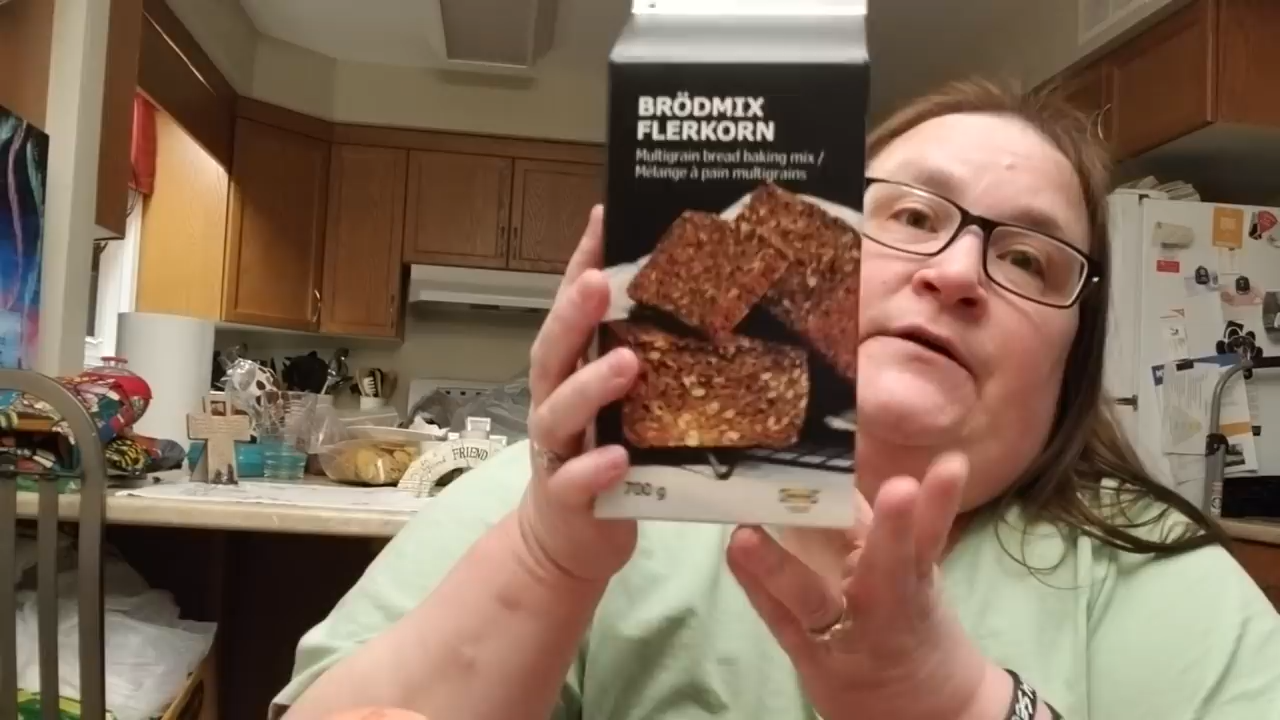 BRÖDMIX
FLERKORN
Multigrain bread baking mix /
Mélange à pain multigrains
700 g
FRIEND